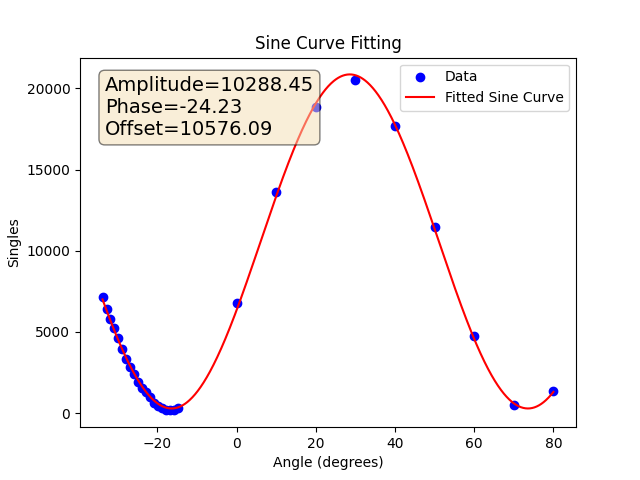 Sine Curve Fitting
Amplitude=10288.45
Phase=-24.23
Offset=10576.09
Data
Fitted Sine Curve
20000
15000
10000
5000
0
Singles
−20
0
20
40
60
80
Angle (degrees)